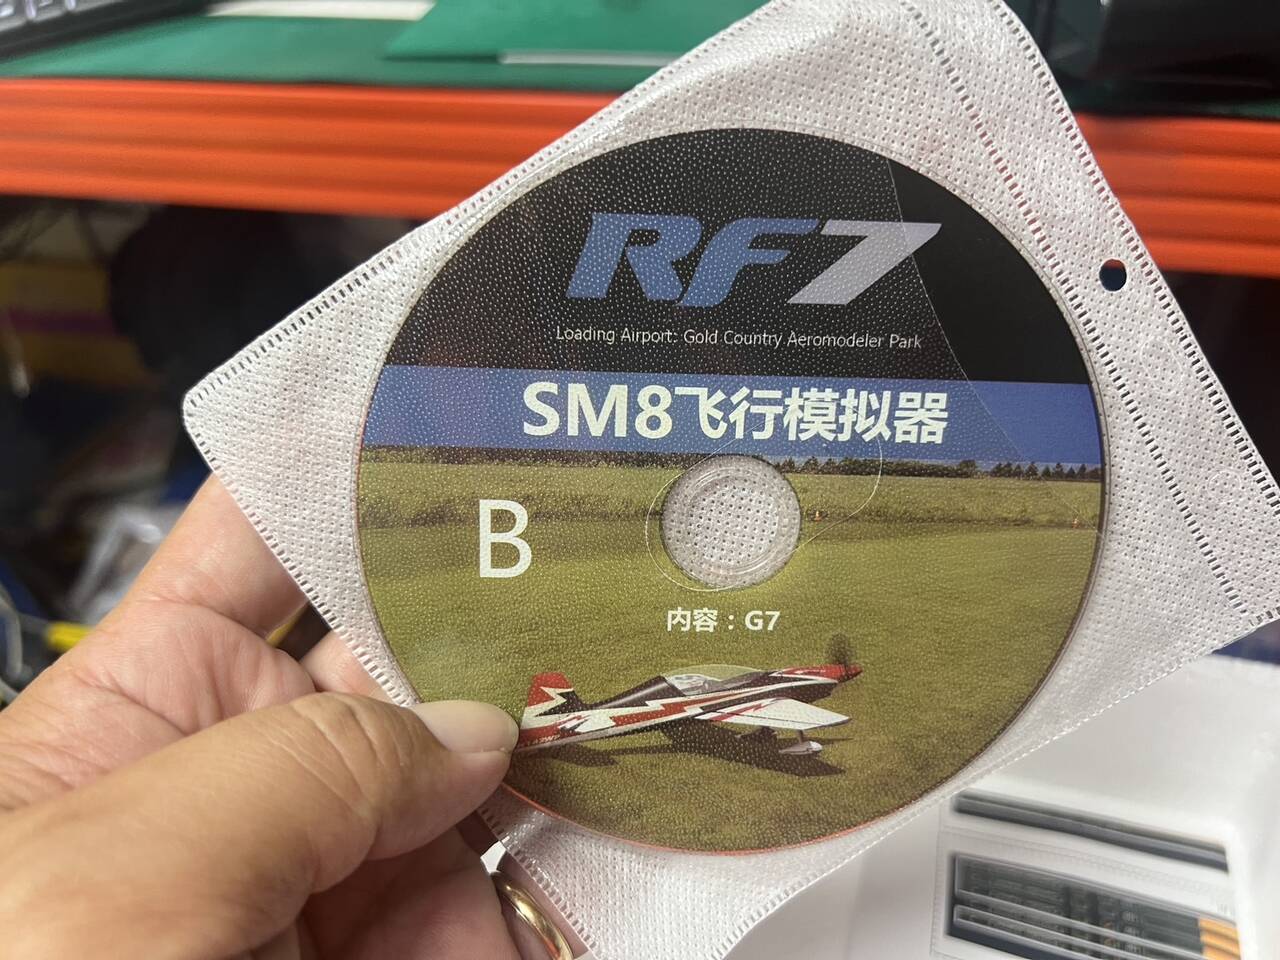 RF7
Loading Airport: Gold Country Aeromodeler Park
SM8飞行模拟器
B
内容：G7